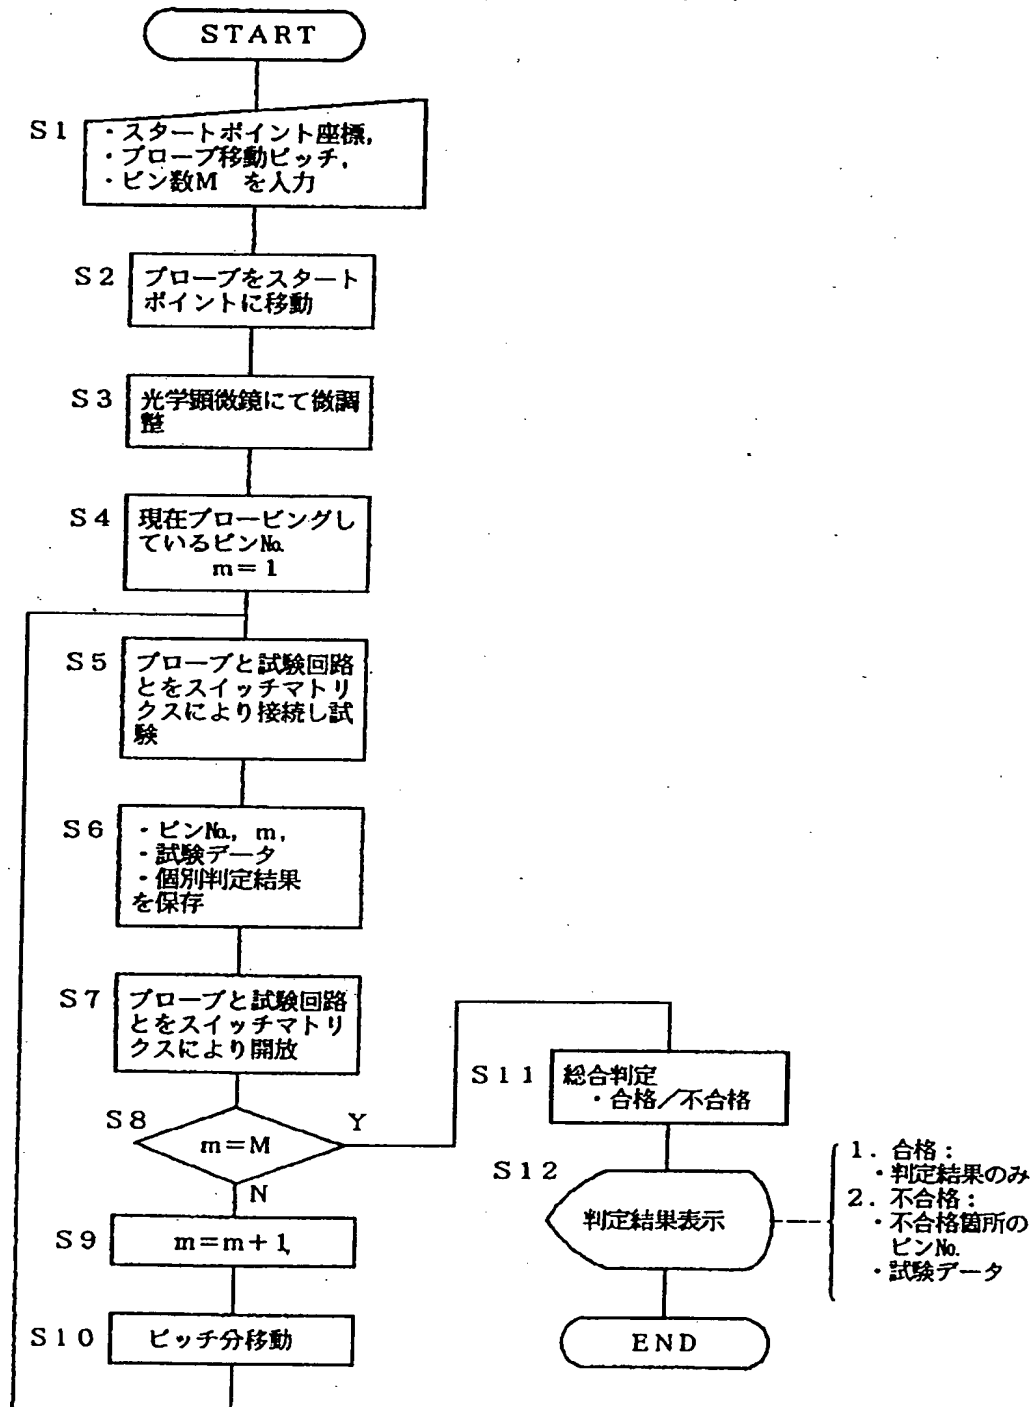 START
S1
・スタートポイント座標,
・プローブ移動ピッチ,
・ピン数M を入力
S2
プローブをスタート
ポイントに移動
S3
光学顕微鏡にて微調
整
S4
現在プロービングし
ているピン№
m=1
S5
プローブと試験回路
とをスイッチマトリ
クスにより接続し試
験
S6
・ピン№, m,
・試験データ
・個別判定結果
を保存
S7
プローブと試験回路
とをスイッチマトリ
クスにより開放
S8
m=M
Y
N
S9
m=m+1,
S10
ピッチ分移動
S11
総合判定
・合格/不合格
S12
判定結果表示
1. 合格:
・判定結果のみ
2. 不合格:
・不合格箇所の
ピン№
・試験データ
END